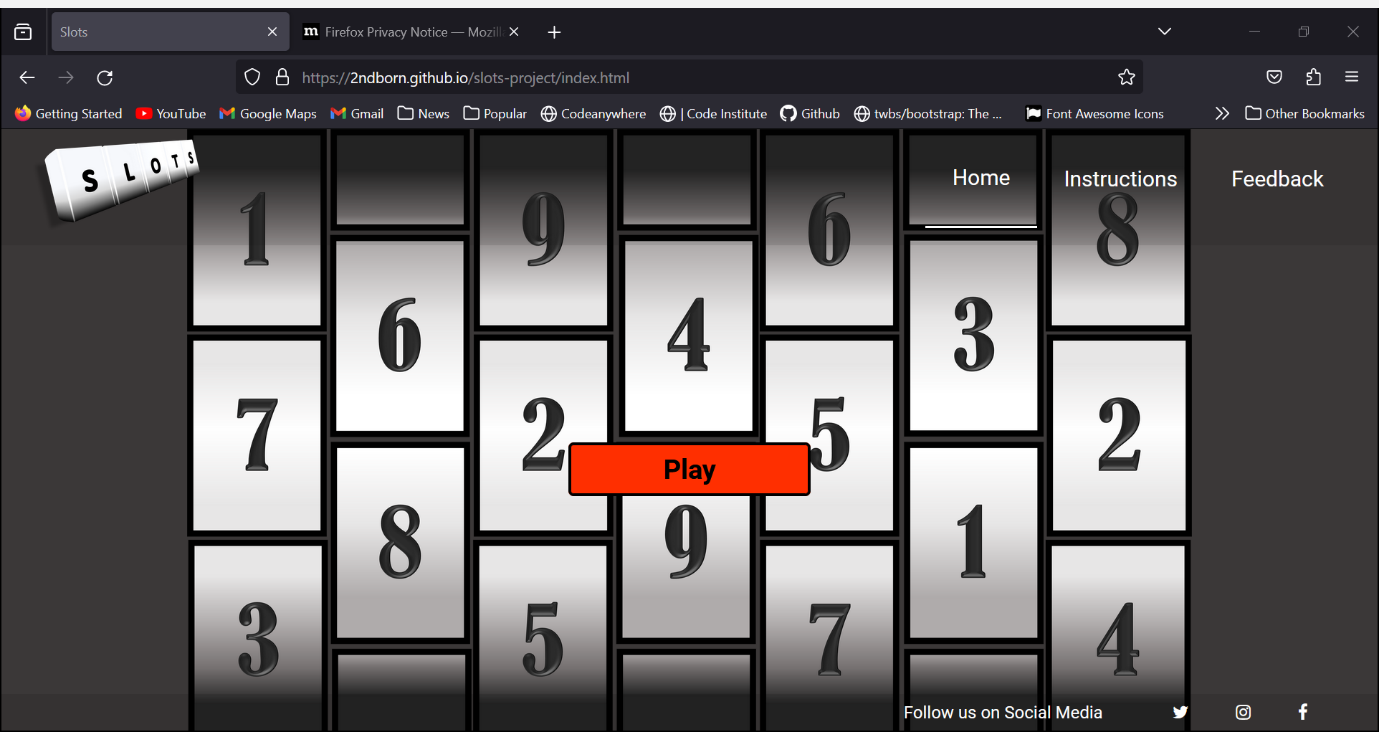 Slots
Firefox Privacy Notice — Mozill
https://2ndborn.github.io/slots-project/index.html
Getting Started YouTube Google Maps Gmail News Popular Codeanywhere | Code Institute Github twbs/bootstrap: The ... Font Awesome Icons Other Bookmarks
SLOTS
Home Instructions Feedback
1 9 6 8
6 4 3
7 2 5 2
Play
8 9 1
3 5 7 4
Follow us on Social Media